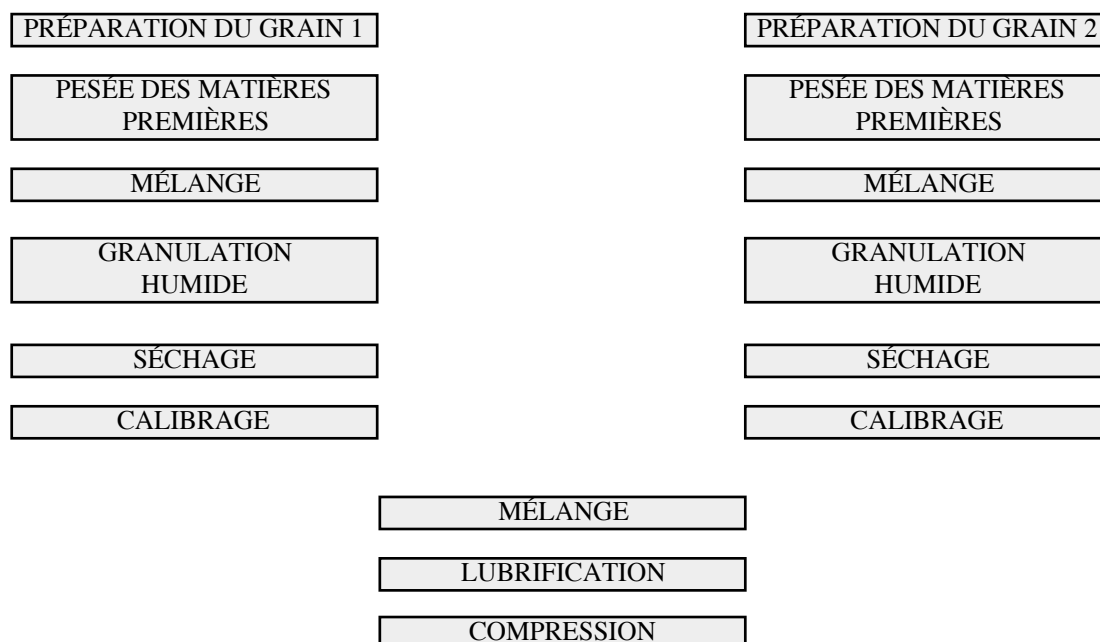 PRÉPARATION DU GRAIN 1
PESÉE DES MATIÈRES
PREMIÈRES
MÉLANGE
GRANULATION
HUMIDE
SÉCHAGE
CALIBRAGE
PRÉPARATION DU GRAIN 2
PESÉE DES MATIÈRES
PREMIÈRES
MÉLANGE
GRANULATION
HUMIDE
SÉCHAGE
CALIBRAGE
MÉLANGE
LUBRIFICATION
COMPRESSION